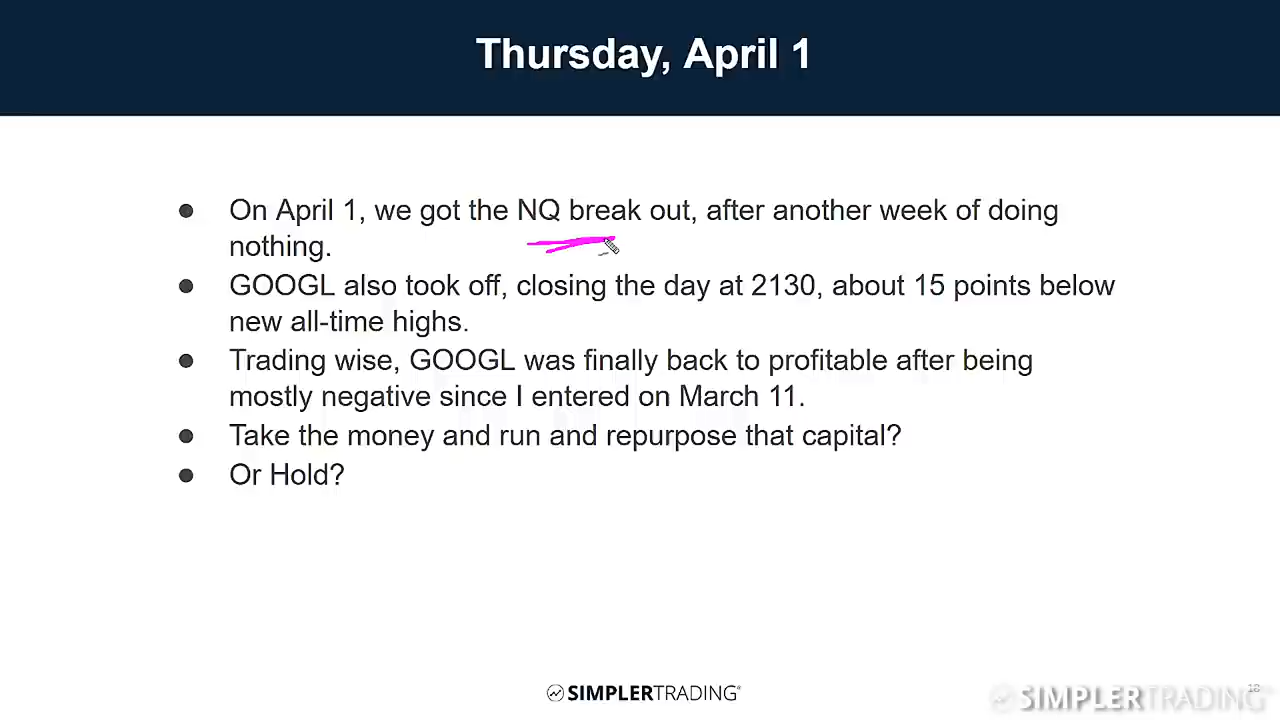 Thursday, April 1
● On April 1, we got the NQ break out, after another week of doing
nothing.
● GOOGL also took off, closing the day at 2130, about 15 points below
new all-time highs.
● Trading wise, GOOGL was finally back to profitable after being
mostly negative since I entered on March 11.
● Take the money and run and repurpose that capital?
● Or Hold?
SIMPLERTRADING®
18
SIMPLERTRADING